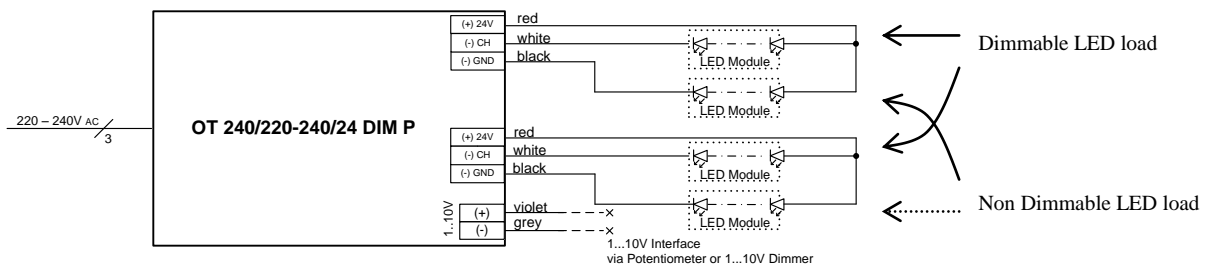 (+) 24V
red
(-) CH
white
(-) GND
black
LED Module
LED Module
Dimmable LED load
220 – 240V AC
3
OT 240/220-240/24 DIM P
(+) 24V
red
(-) CH
white
(-) GND
black
LED Module
LED Module
Non Dimmable LED load
1...10V
(+)
violet
(-)
grey
1...10V Interface
via Potentiometer or 1...10V Dimmer